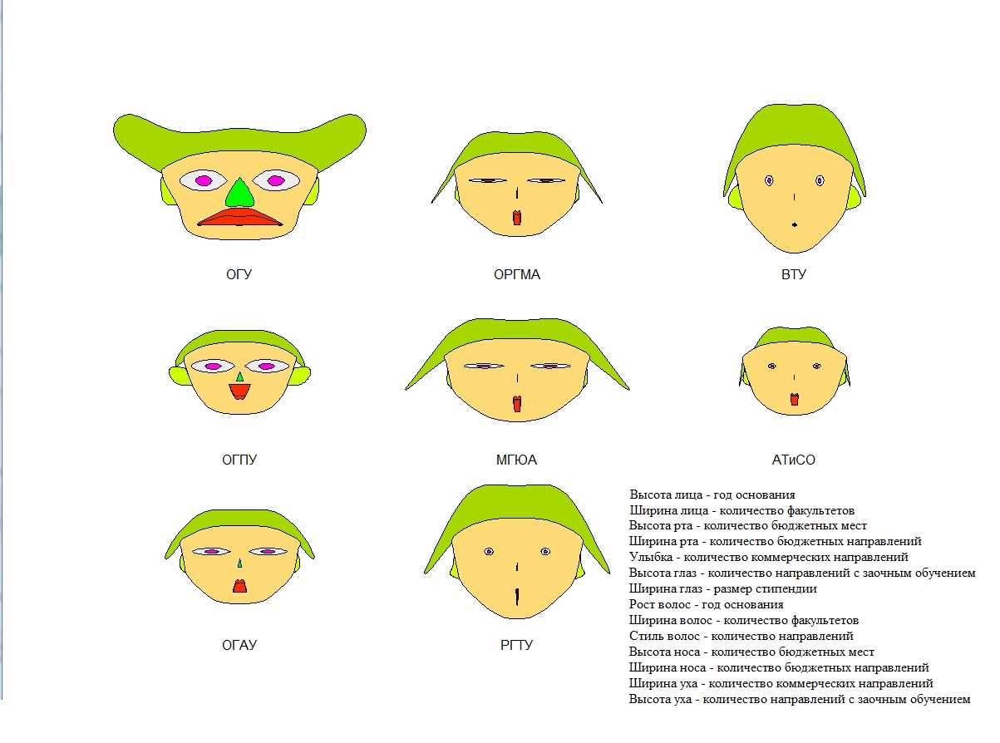 ОГУ
ОРГМА
ВТУ
ОГПУ
МГЮА
АТиСО
ОГАУ
РГТУ
Высота лица - год основания
Ширина лица - количество факультетов
Высота рта - количество бюджетных мест
Ширина рта - количество бюджетных направлений
Улыбка - количество коммерческих направлений
Высота глаз - количество направлений с заочным обучением
Ширина глаз - размер стипендии
Рост волос - год основания
Ширина волос - количество факультетов
Стиль волос - количество направлений
Высота носа - количество бюджетных мест
Ширина носа - количество бюджетных направлений
Ширина уха - количество коммерческих направлений
Высота уха - количество направлений с заочным обучением